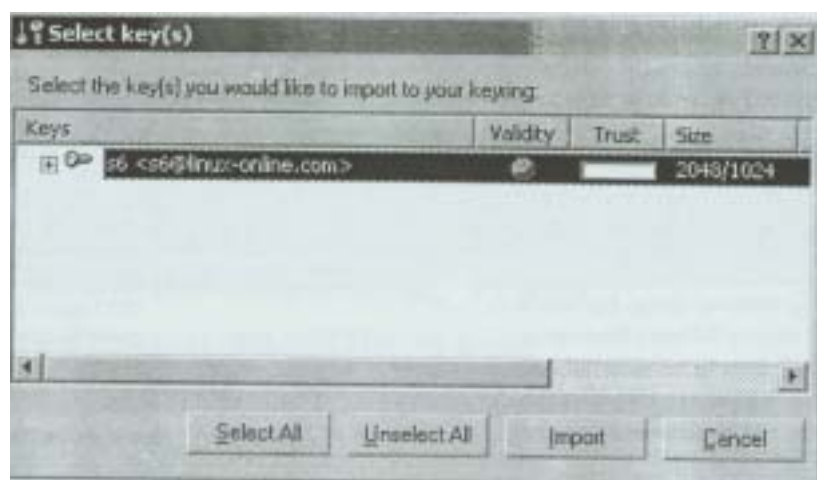 Select key(s)
Select the key(s) you would like to import to your keyring:
Keys Validity Trust Size
s6 <s6@linux-online.com> 2048/1024
Select All Unselect All Import Cancel